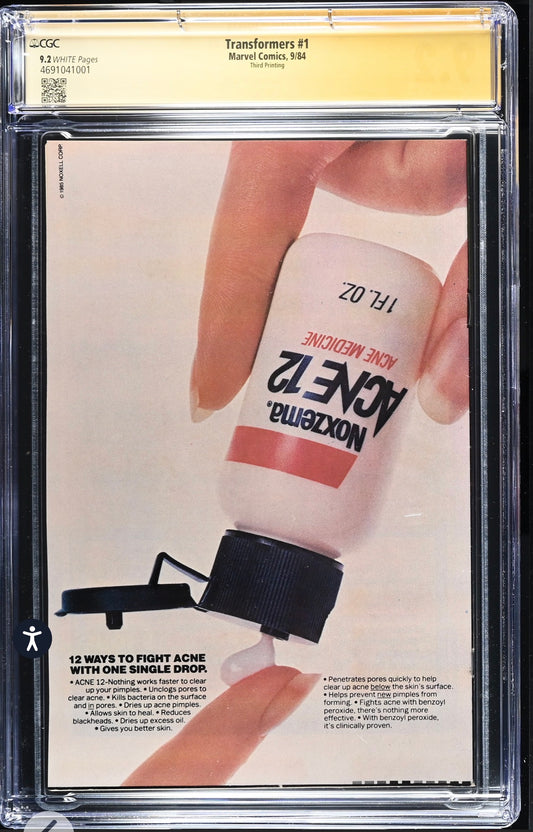 CGC
Transformers #1
9.2 WHITE Pages
Marvel Comics, 9/84
4691041001
Third Printing
© 1985 NOXELL CORP.
1 FL. OZ.
ACNE MEDICINE
ACNE 12
Noxzema®
12 WAYS TO FIGHT ACNE
WITH ONE SINGLE DROP.
• ACNE 12-Nothing works faster to clear
up your pimples. • Unclogs pores to
clear acne. • Kills bacteria on the surface
and in pores. • Dries up acne pimples.
• Allows skin to heal. • Reduces
blackheads. • Dries up excess oil.
• Gives you better skin.
• Penetrates pores quickly to help
clear up acne below the skin's surface.
• Helps prevent new pimples from
forming. • Fights acne with benzoyl
peroxide, there's nothing more
effective. • With benzoyl peroxide,
it's clinically proven.